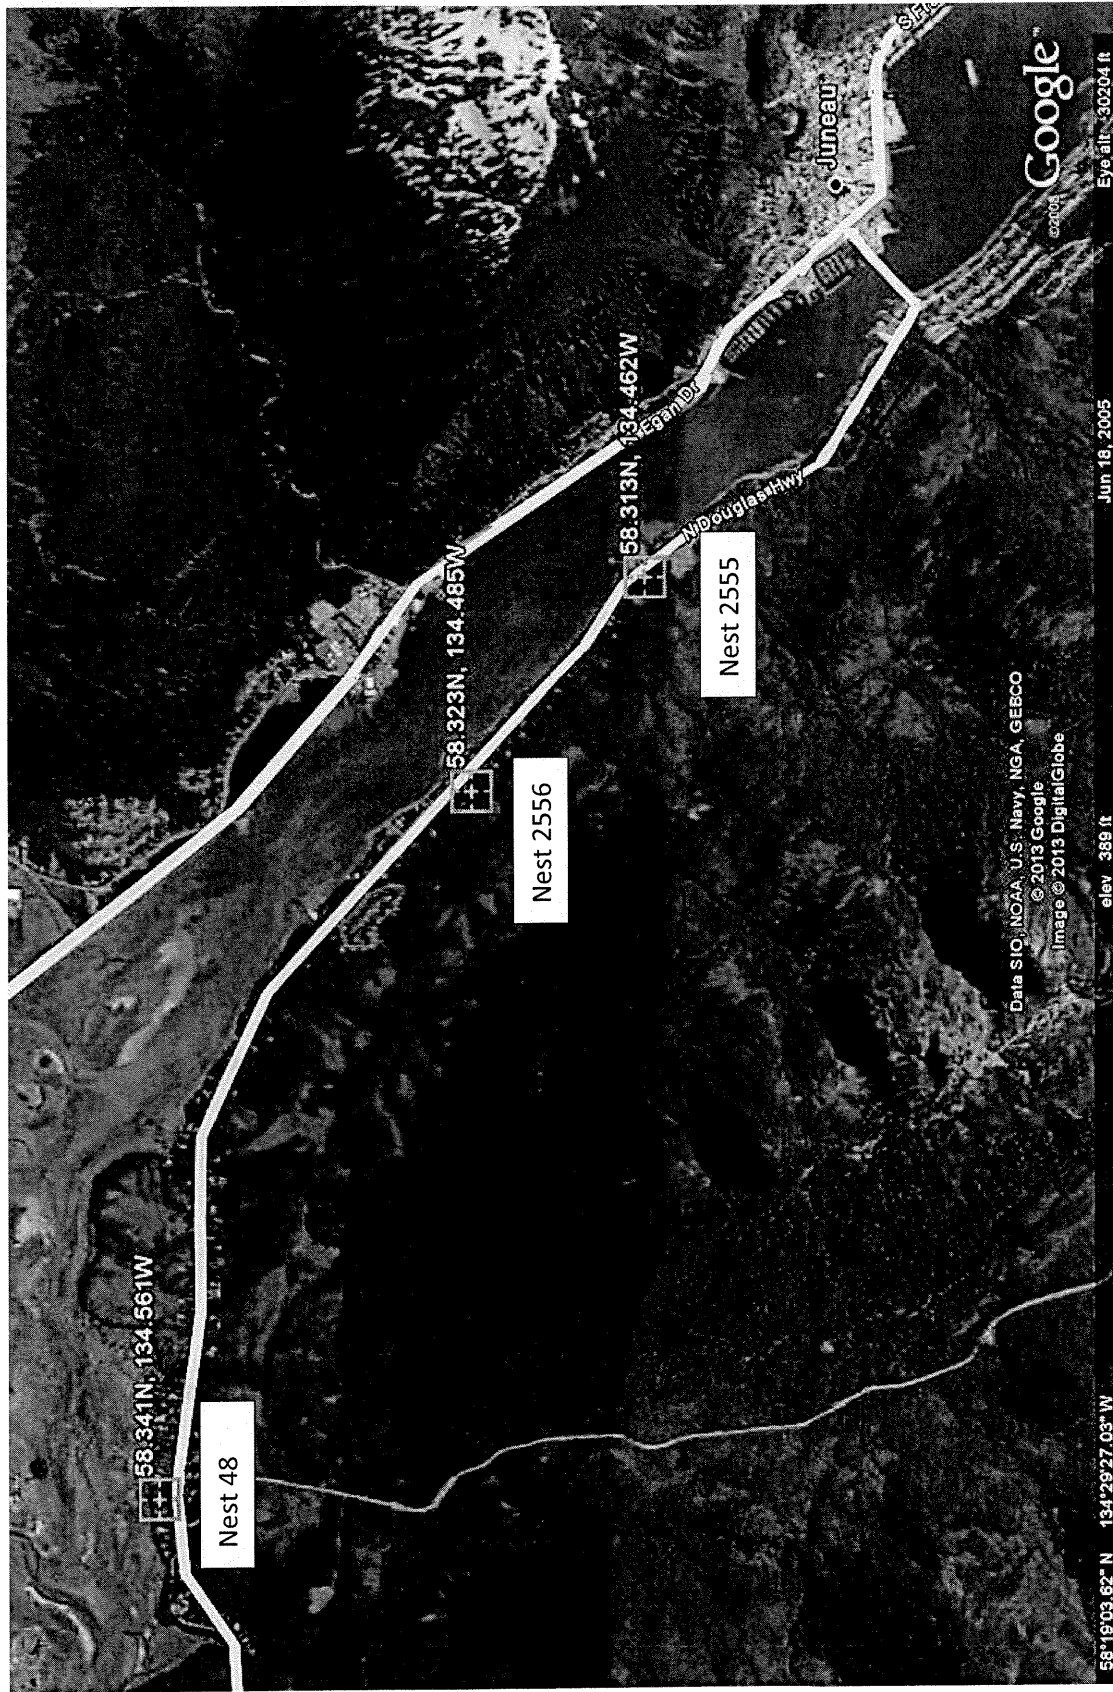 58.341N, 134.561W
Nest 48
58.323N, 134.485W
Nest 2556
58.313N, 134.462W
Nest 2555
Egan Dr
N Douglas Hwy
Juneau
Data SIO, NOAA, U.S. Navy, NGA, GEBCO
© 2013 Google
Image © 2013 DigitalGlobe
©2008 Google™
58°19'03.62" N 134°29'27.03" W elev 389 ft Jun 18, 2005 Eye alt 30204 ft